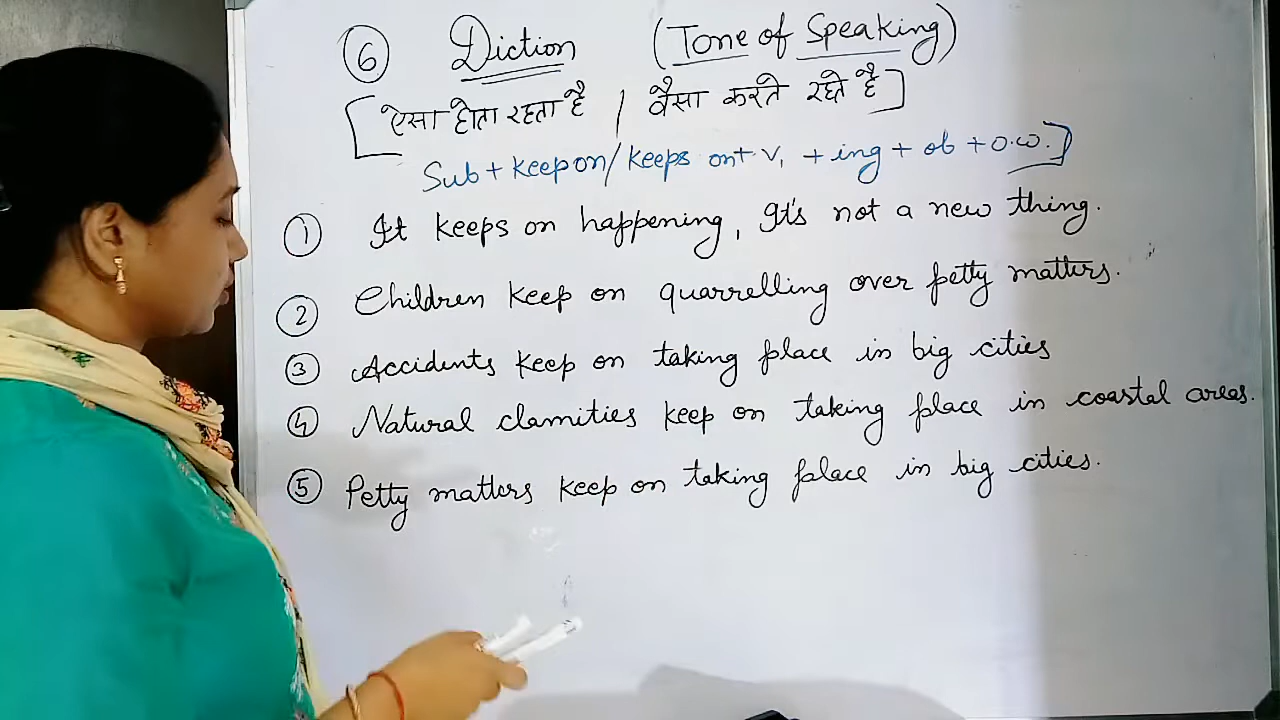 ⑥ Diction (Tone of Speaking)
[ऐसा होता रहता है / वैसा करते रहते है]
Sub + keep on/keeps on + V₁ + ing + ob + o.w.]
① It keeps on happening, It's not a new thing.
② Children keep on quarrelling over petty matters.
③ Accidents keep on taking place in big cities
④ Natural clamities keep on taking place in coastal areas.
⑤ Petty matters keep on taking place in big cities.